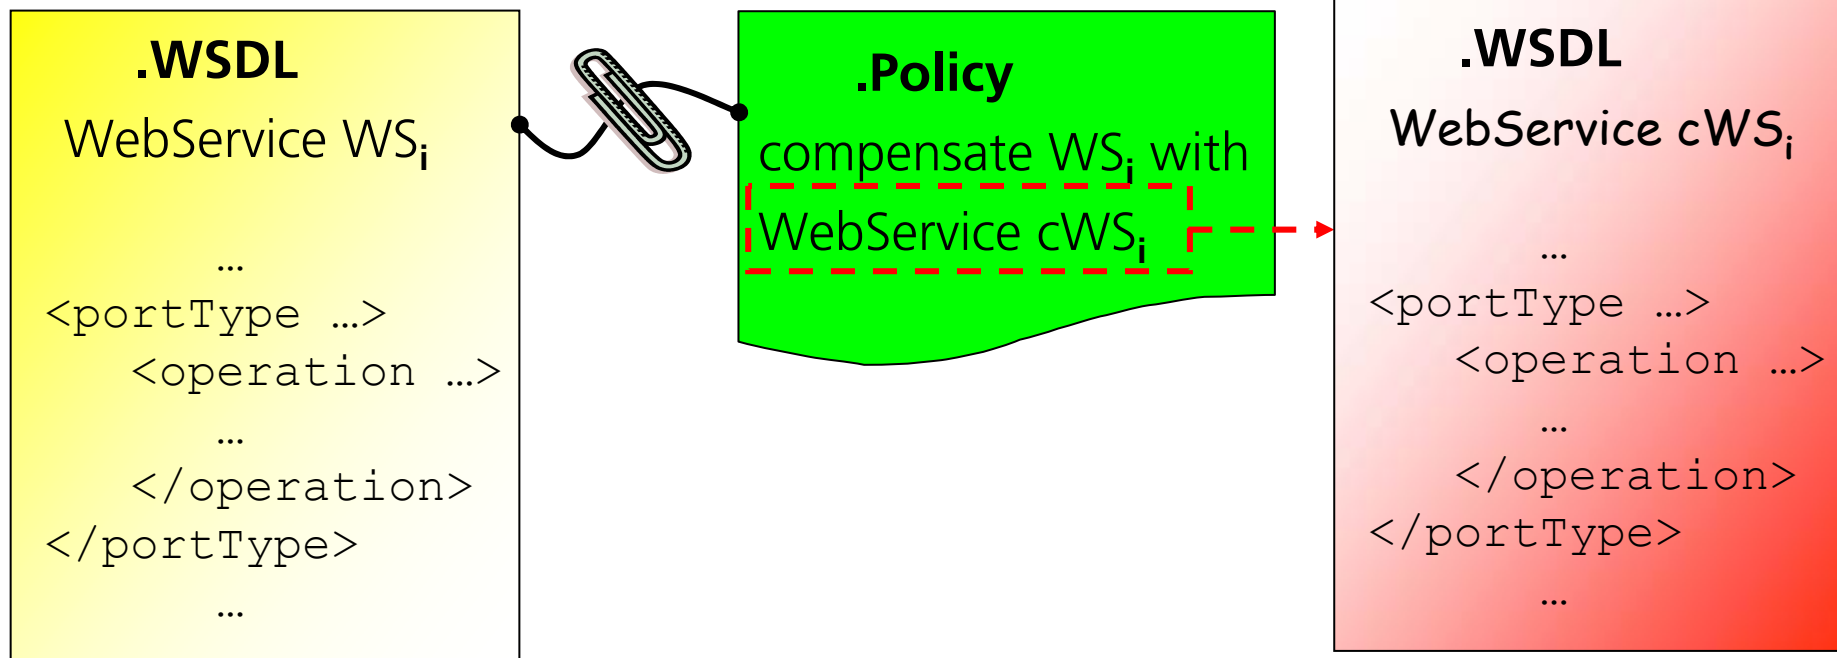 .WSDL
WebService WSi
…
<portType …>
<operation …>
…
</operation>
</portType>
…
.Policy
compensate WSi with
WebService cWSi
.WSDL
WebService cWSi
…
<portType …>
<operation …>
…
</operation>
</portType>
…